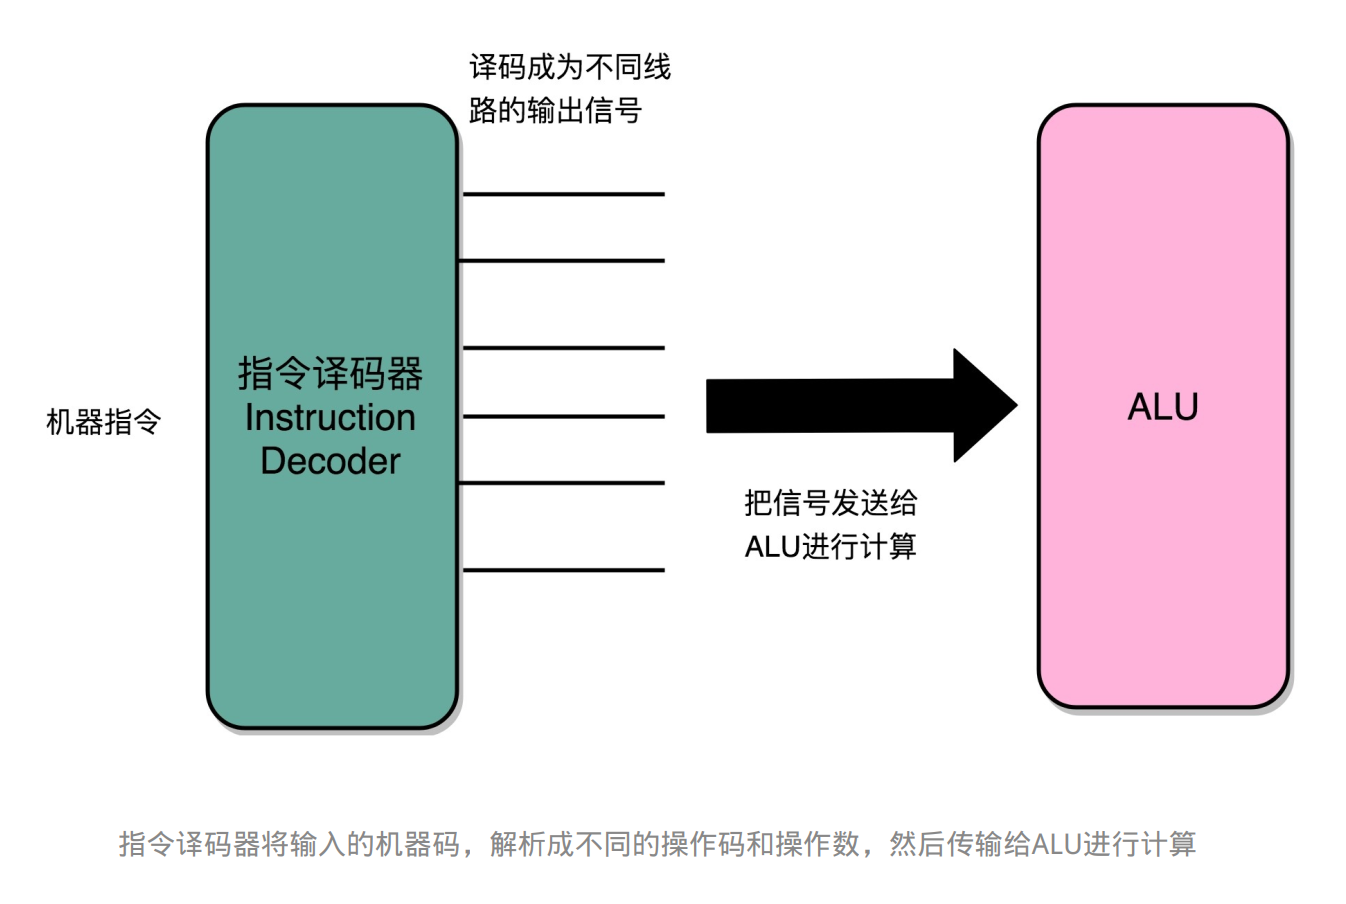 译码成为不同线
路的输出信号
机器指令
指令译码器
Instruction
Decoder
ALU
把信号发送给
ALU进行计算
指令译码器将输入的机器码，解析成不同的操作码和操作数，然后传输给ALU进行计算